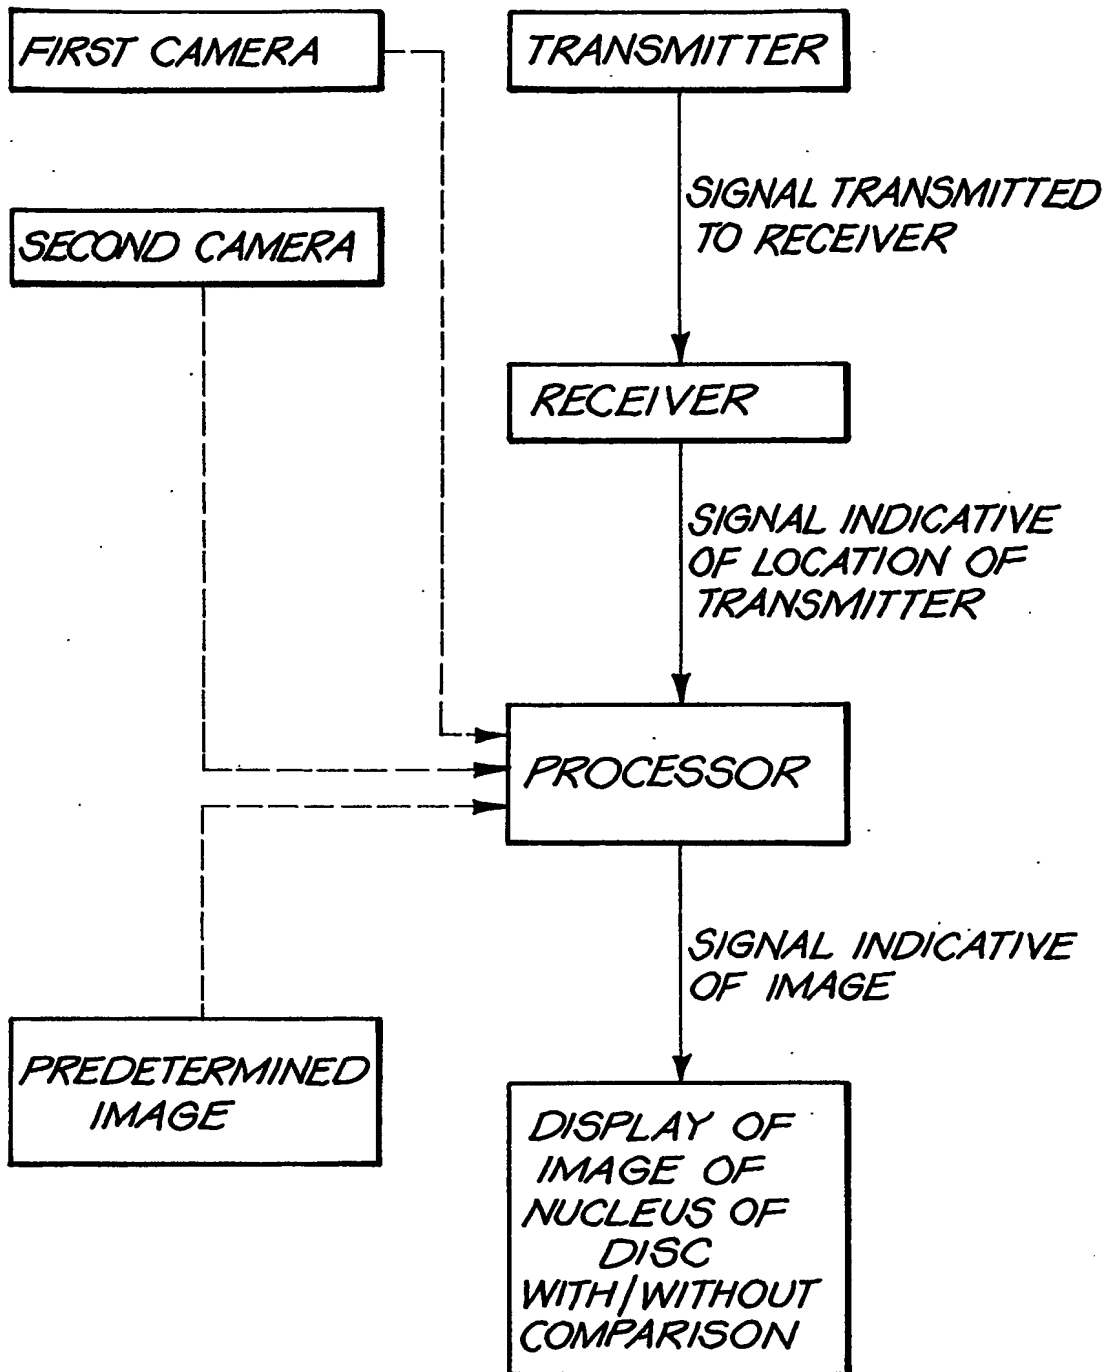 FIRST CAMERA
TRANSMITTER
SIGNAL TRANSMITTED
TO RECEIVER
SECOND CAMERA
RECEIVER
SIGNAL INDICATIVE
OF LOCATION OF
TRANSMITTER
PROCESSOR
SIGNAL INDICATIVE
OF IMAGE
PREDETERMINED
IMAGE
DISPLAY OF
IMAGE OF
NUCLEUS OF
DISC
WITH/WITHOUT
COMPARISON